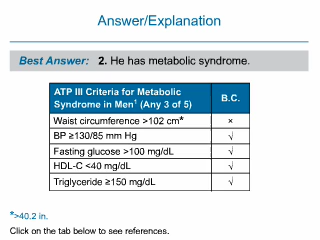 Answer/Explanation
Best Answer: 2. He has metabolic syndrome.
ATP III Criteria for Metabolic
Syndrome in Men¹ (Any 3 of 5)
B.C.
Waist circumference >102 cm* ×
BP ≥130/85 mm Hg √
Fasting glucose >100 mg/dL √
HDL-C <40 mg/dL √
Triglyceride ≥150 mg/dL √
*>40.2 in.
Click on the tab below to see references.